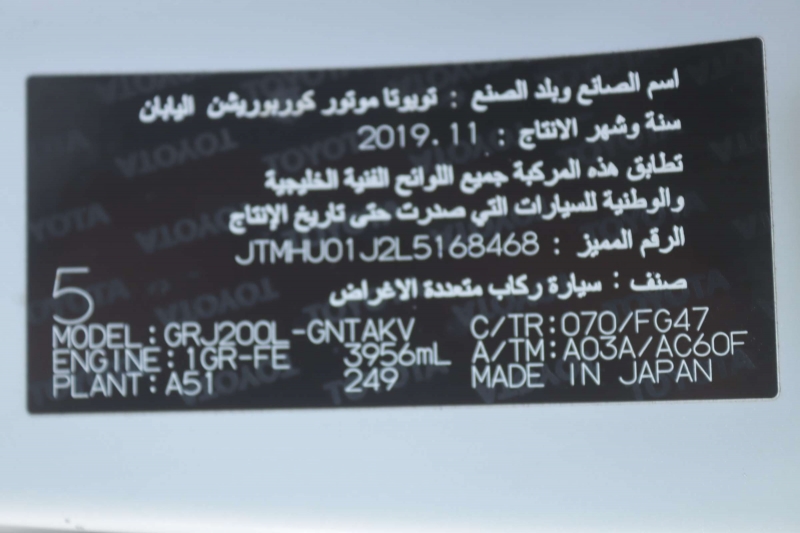 اسم الصانع وبلد الصنع : تويوتا موتور كوربوريشن اليابان
سنة وشهر الانتاج : 2019.11
تطابق هذه المركبة جميع اللوائح الفنية الخليجية
والوطنية للسيارات التي صدرت حتى تاريخ الإنتاج
الرقم المميز : JTMHU01J2L5168468
صنف : سيارة ركاب متعددة الاغراض
5
MODEL:GRJ200L-GNTAKV C/TR:070/FG47
ENGINE:1GR-FE 3956mL A/TM:A03A/AC60F
PLANT:A51 249 MADE IN JAPAN